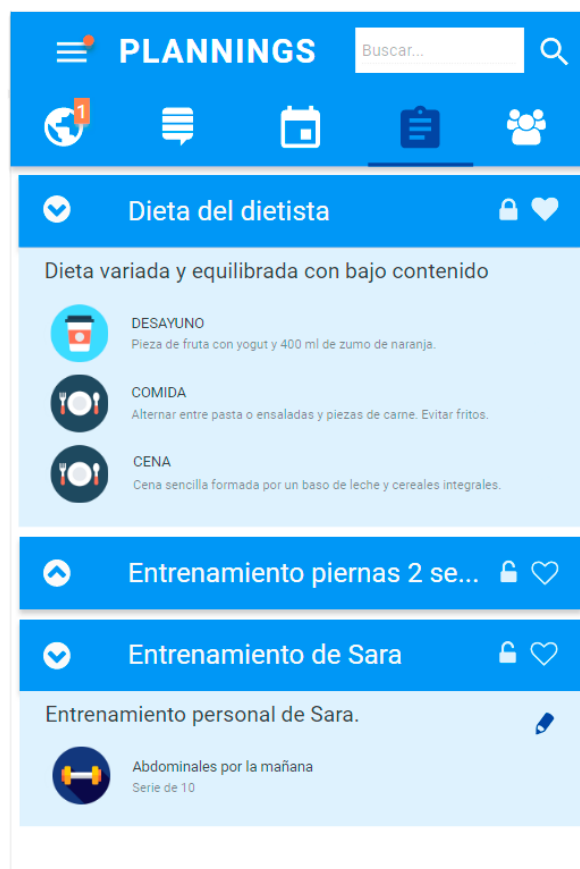 PLANNINGS
Buscar...
1
Dieta del dietista
Dieta variada y equilibrada con bajo contenido
DESAYUNO
Pieza de fruta con yogut y 400 ml de zumo de naranja.
COMIDA
Alternar entre pasta o ensaladas y piezas de carne. Evitar fritos.
CENA
Cena sencilla formada por un baso de leche y cereales integrales.
Entrenamiento piernas 2 se...
Entrenamiento de Sara
Entrenamiento personal de Sara.
Abdominales por la mañana
Serie de 10